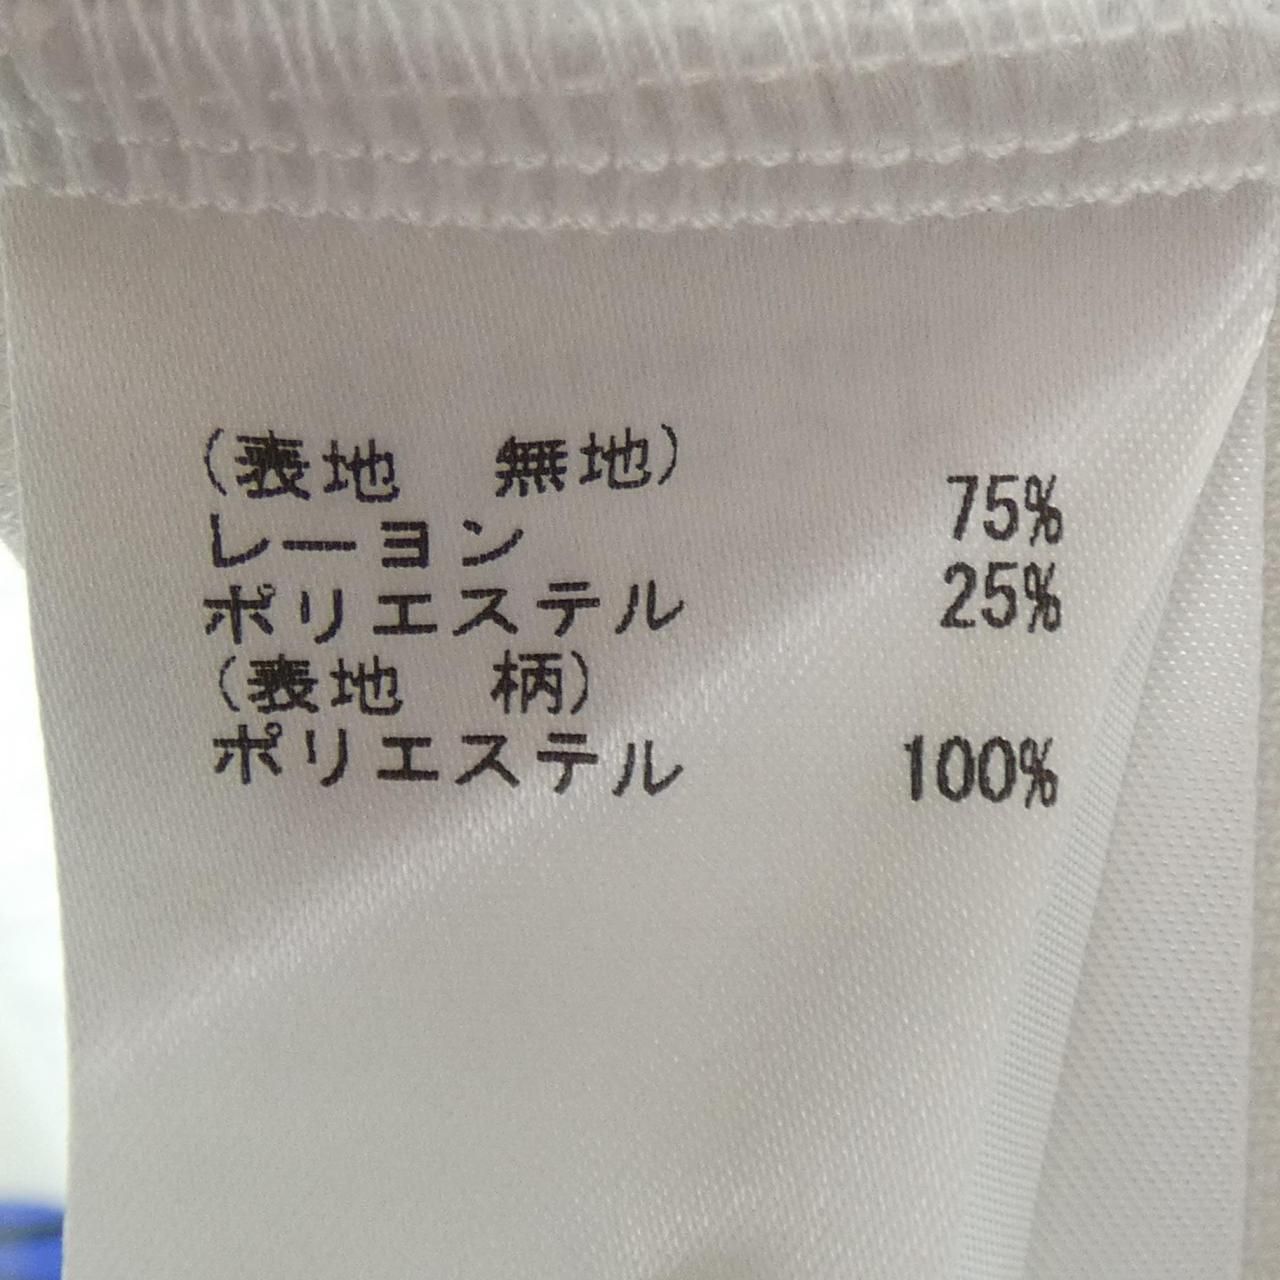 （表地　無地）
レーヨン 75%
ポリエステル 25%
（表地　柄）
ポリエステル 100%